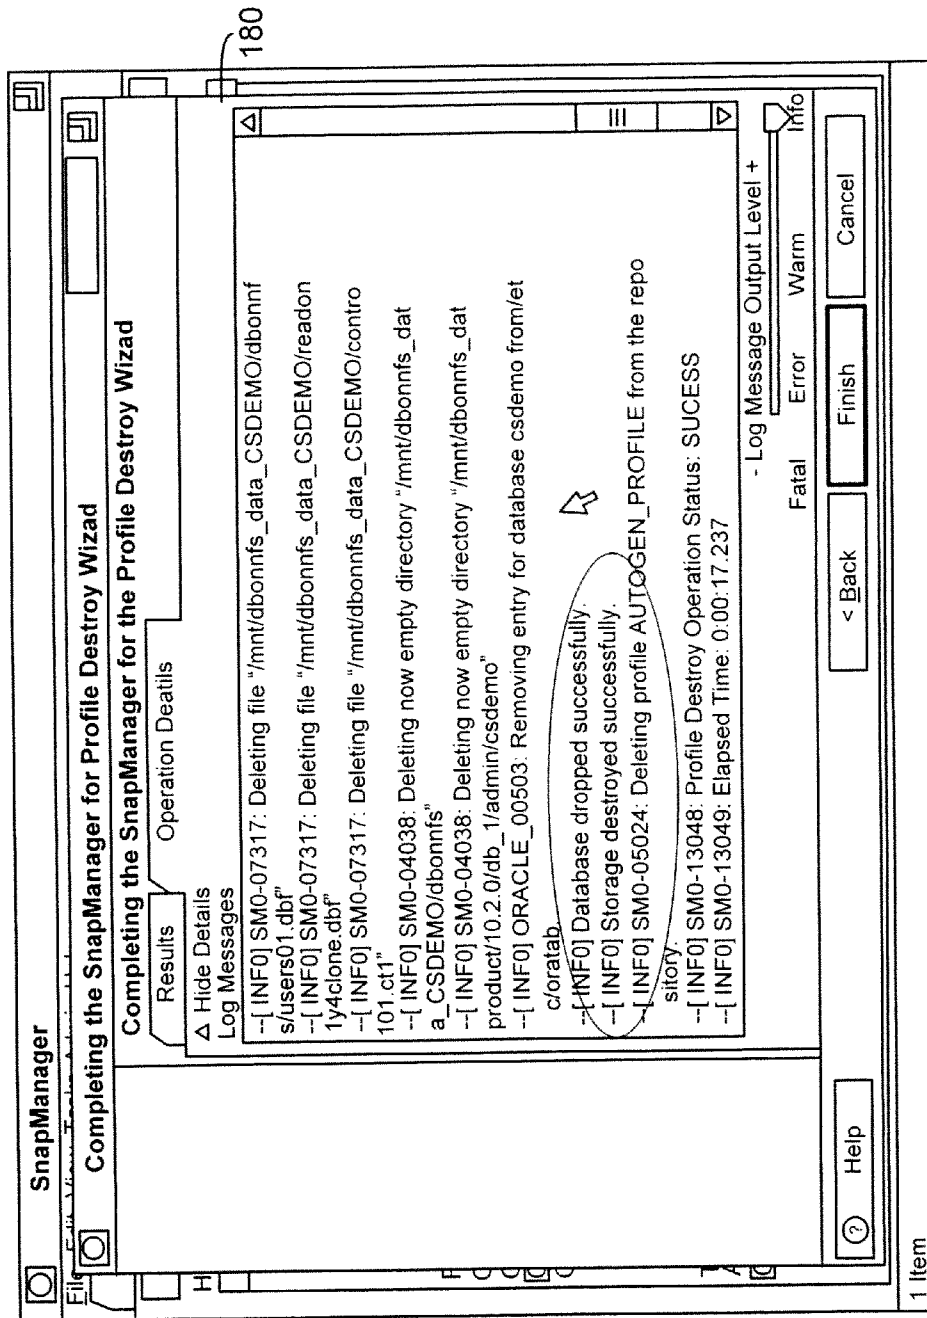 SnapManager
File Edit View Tasks
Completing the SnapManager for Profile Destroy Wizad
Completing the SnapManager for the Profile Destroy Wizad
Results
Operation Deatils
180
Δ Hide Details
Log Messages
--[ INF0] SM0-07317: Deleting file “/mnt/dbonnfs_data_CSDEMO/dbonnf
s/users01.dbf”
--[ INF0] SM0-07317: Deleting file “/mnt/dbonnfs_data_CSDEMO/readon
1y4clone.dbf”
--[ INF0] SM0-07317: Deleting file “/mnt/dbonnfs_data_CSDEMO/contro
101.ct1”
--[ INF0] SM0-04038: Deleting now empty directory “/mnt/dbonnfs_dat
a_CSDEMO/dbonnfs”
--[ INF0] SM0-04038: Deleting now empty directory “/mnt/dbonnfs_dat
product/10.2.0/db_1/admin/csdemo”
--[ INF0] ORACLE_00503: Removing entry for database csdemo from/et
c/oratab.
--[ INF0] Database dropped successfully.
--[ INF0] Storage destroyed successfully.
--[ INF0] SM0-05024: Deleting profile AUTOGEN_PROFILE from the repo
sitory.
--[ INF0] SM0-13048: Profile Destroy Operation Status: SUCESS
--[ INF0] SM0-13049: Elapsed Time: 0:00:17.237
- Log Message Output Level +
Fatal Error Warm Info
? Help
< Back
Finish
Cancel
1 Item